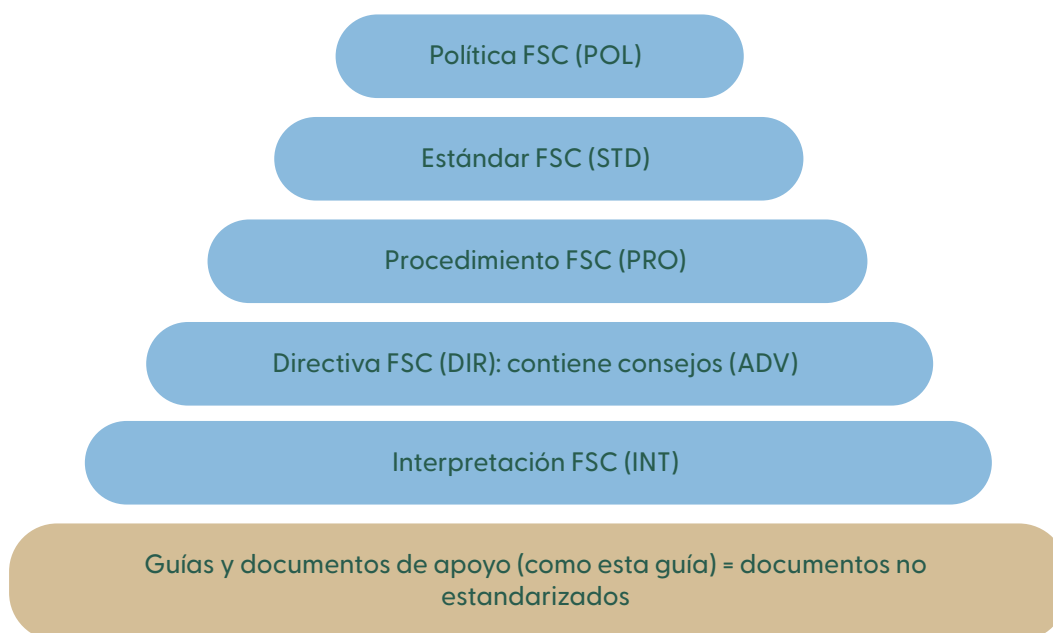 Política FSC (POL)
Estándar FSC (STD)
Procedimiento FSC (PRO)
Directiva FSC (DIR): contiene consejos (ADV)
Interpretación FSC (INT)
Guías y documentos de apoyo (como esta guía) = documentos no
estandarizados